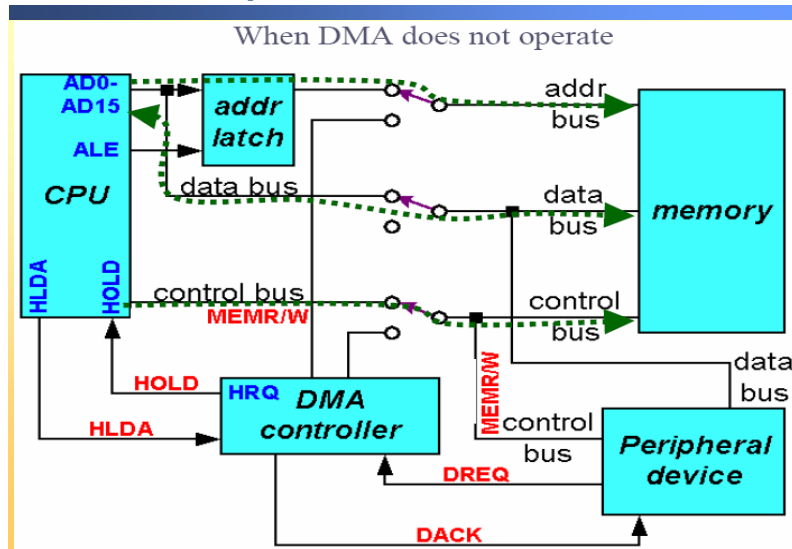 When DMA does not operate
AD0-
AD15
ALE
CPU
HLDA
HOLD
addr
latch
data bus
control bus
MEMR/W
addr
bus
data
bus
control
bus
memory
HOLD
HLDA
HRQ
DMA
controller
MEMR/W
control
bus
data
bus
Peripheral
device
DREQ
DACK